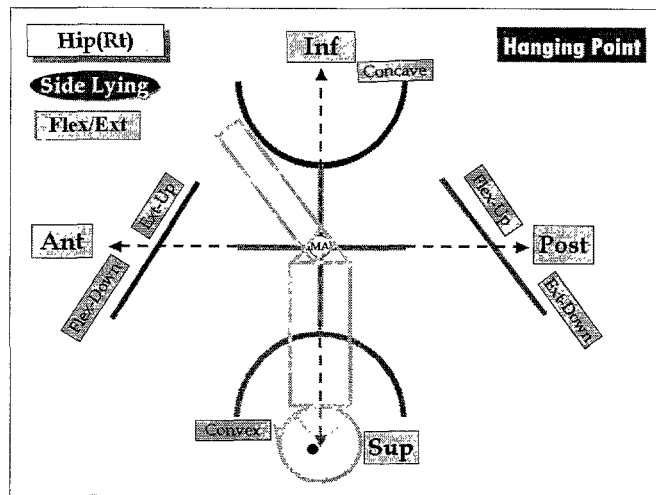 Hip(Rt)
Side Lying
Flex/Ext
Inf
Concave
Hanging Point
Ext-Up
Flex-Down
Ant
MA
Flex-Up
Ext-Down
Post
Convex
Sup